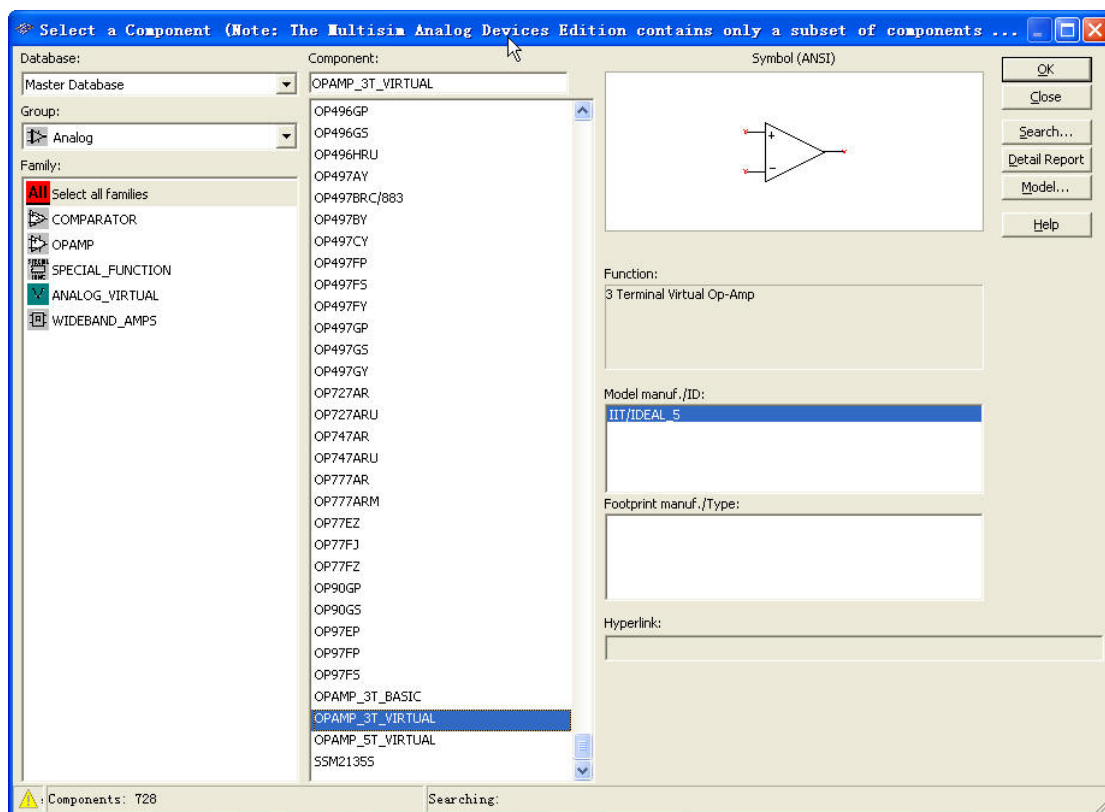 Select a Component (Note: The Multisim Analog Devices Edition contains only a subset of components ...
Database:
Master Database
Group:
Analog
Family:
All Select all families
COMPARATOR
OPAMP
SPECIAL_FUNCTION
ANALOG_VIRTUAL
WIDEBAND_AMPS
Component:
OPAMP_3T_VIRTUAL
OP496GP
OP496GS
OP496HRU
OP497AY
OP497BRC/883
OP497BY
OP497CY
OP497FP
OP497FS
OP497FY
OP497GP
OP497GS
OP497GY
OP727AR
OP727ARU
OP747AR
OP747ARU
OP777AR
OP777ARM
OP77EZ
OP77FJ
OP77FZ
OP90GP
OP90GS
OP97EP
OP97FP
OP97FS
OPAMP_3T_BASIC
OPAMP_3T_VIRTUAL
OPAMP_5T_VIRTUAL
SSM2135S
Symbol (ANSI)
+
−
Function:
3 Terminal Virtual Op-Amp
Model manuf./ID:
IIT/IDEAL_5
Footprint manuf./Type:
Hyperlink:
OK
Close
Search...
Detail Report
Model...
Help
Components: 728
Searching: